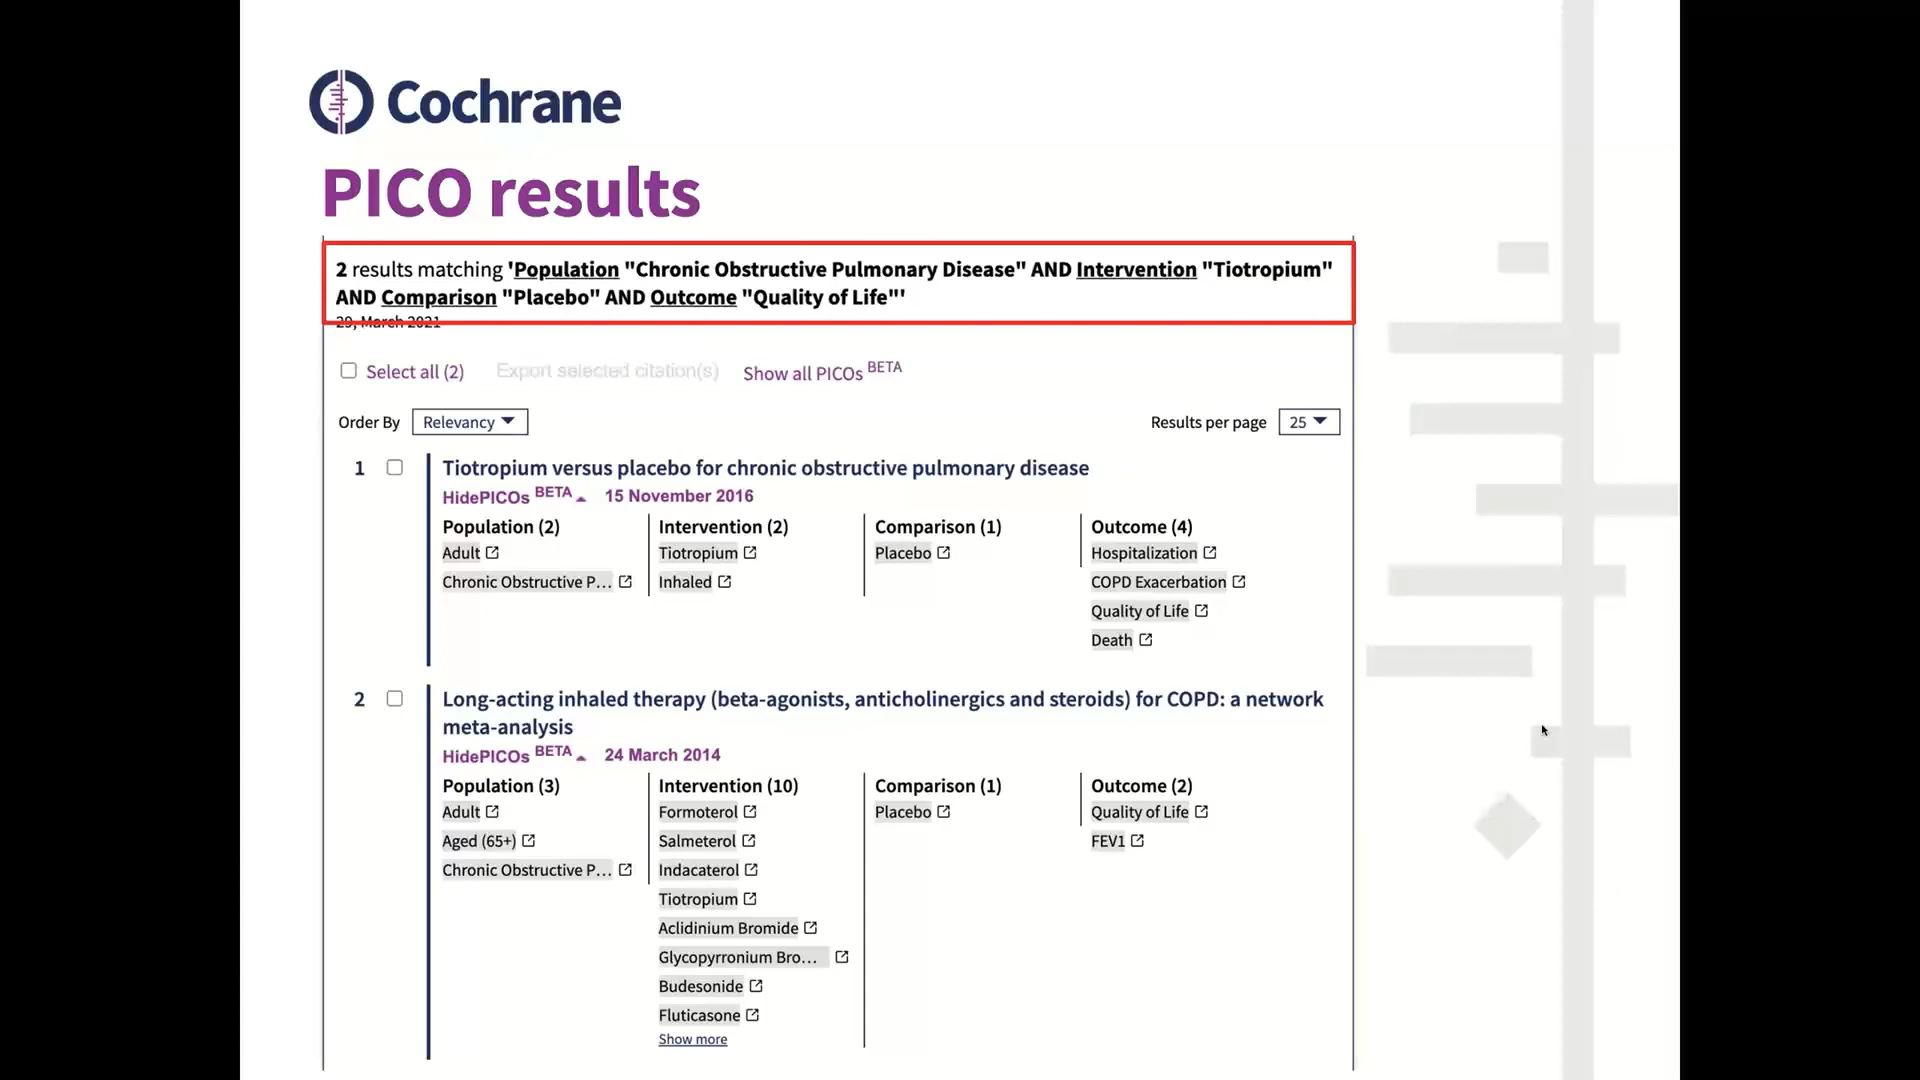 Cochrane
PICO results
2 results matching 'Population "Chronic Obstructive Pulmonary Disease" AND Intervention "Tiotropium"
AND Comparison "Placebo" AND Outcome "Quality of Life"'
29, March 2021
Select all (2) Export selected citation(s) Show all PICOs BETA
Order By Relevancy Results per page 25
1 Tiotropium versus placebo for chronic obstructive pulmonary disease
HidePICOs BETA 15 November 2016
Population (2) Intervention (2) Comparison (1) Outcome (4)
Adult Tiotropium Placebo Hospitalization
Chronic Obstructive P... Inhaled COPD Exacerbation
Quality of Life
Death
2 Long-acting inhaled therapy (beta-agonists, anticholinergics and steroids) for COPD: a network
meta-analysis
HidePICOs BETA 24 March 2014
Population (3) Intervention (10) Comparison (1) Outcome (2)
Adult Formoterol Placebo Quality of Life
Aged (65+) Salmeterol FEV1
Chronic Obstructive P... Indacaterol
Tiotropium
Aclidinium Bromide
Glycopyrronium Bro...
Budesonide
Fluticasone
Show more